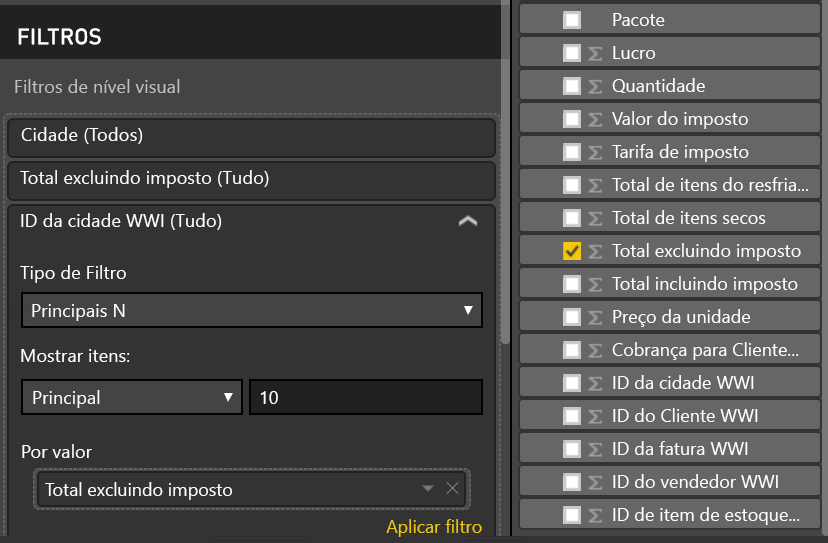 FILTROS
Filtros de nível visual
Cidade (Todos)
Total excluindo imposto (Tudo)
ID da cidade WWI (Tudo)
Tipo de Filtro
Principais N
Mostrar itens:
Principal
10
Por valor
Total excluindo imposto
Aplicar filtro
Pacote
Lucro
Quantidade
Valor do imposto
Tarifa de imposto
Total de itens do resfria...
Total de itens secos
Total excluindo imposto
Total incluindo imposto
Preço da unidade
Cobrança para Cliente...
ID da cidade WWI
ID do Cliente WWI
ID da fatura WWI
ID do vendedor WWI
ID de item de estoque...